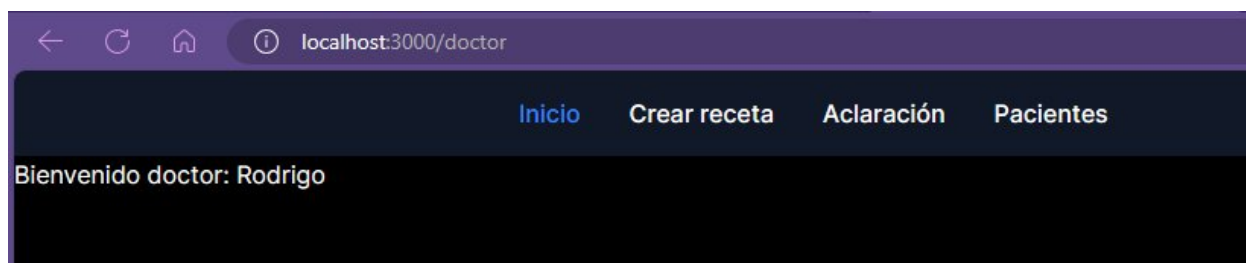 localhost:3000/doctor
Inicio Crear receta Aclaración Pacientes
Bienvenido doctor: Rodrigo